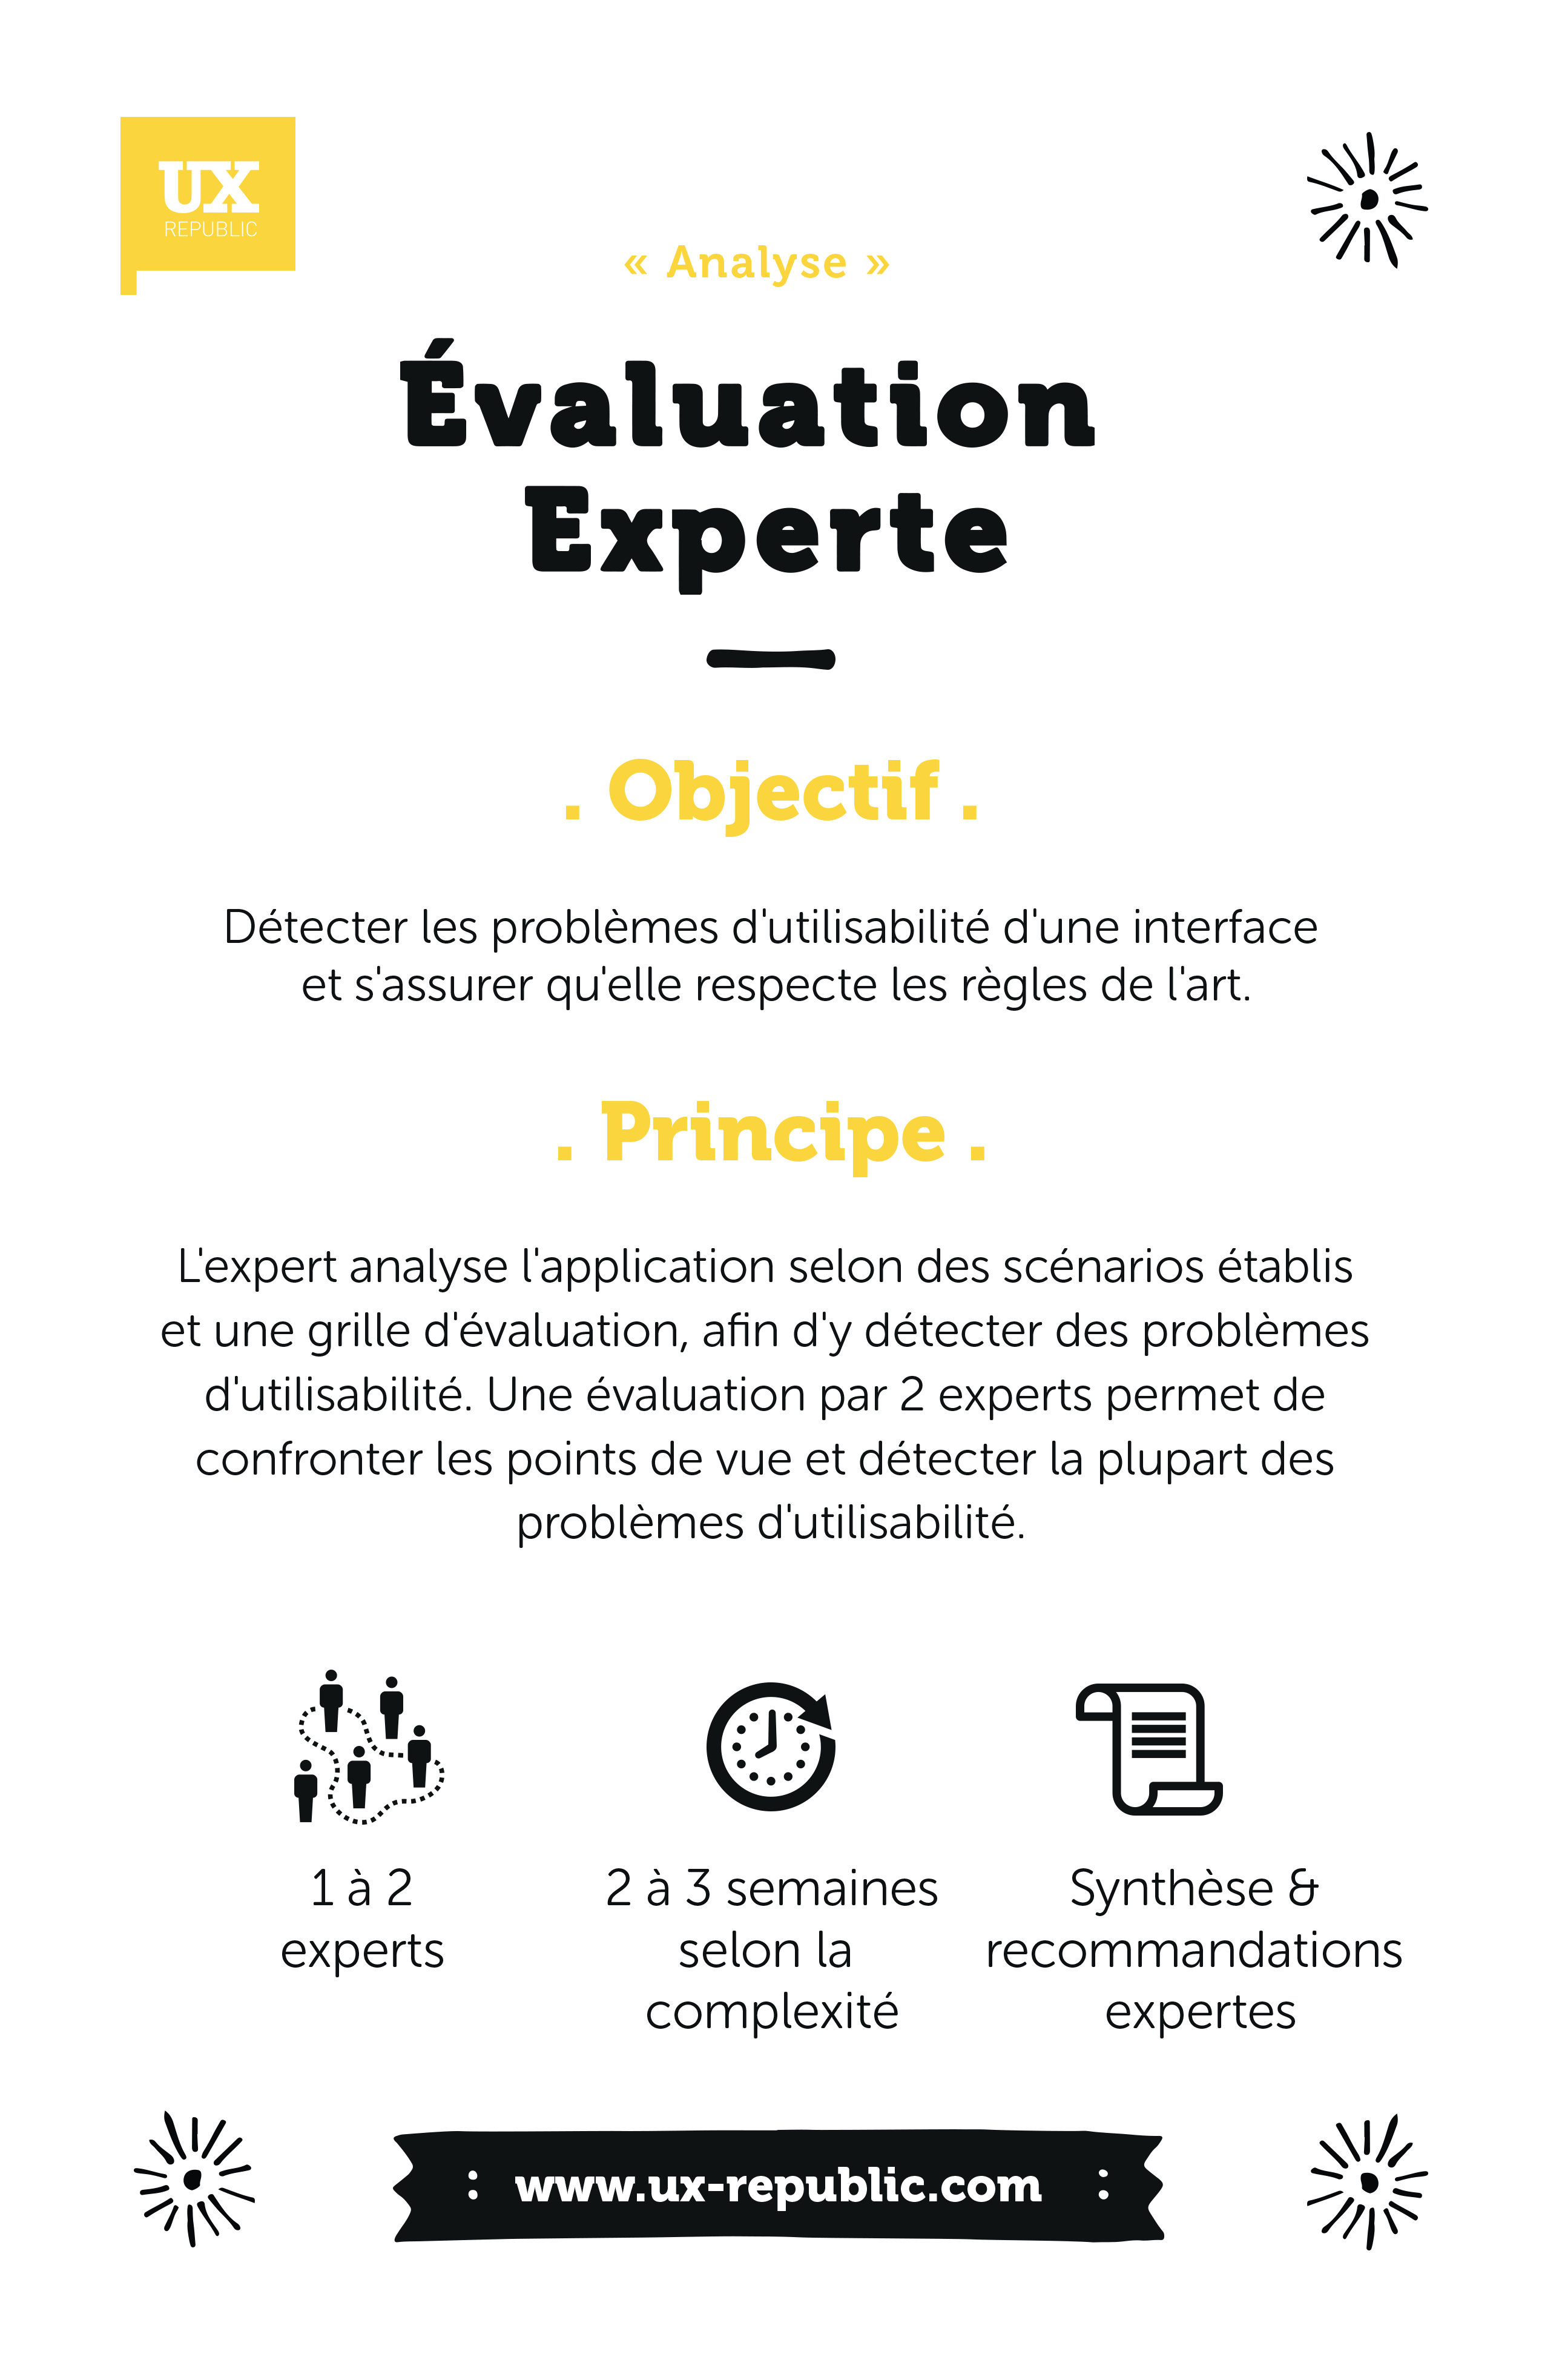 UX
REPUBLIC
« Analyse »
Évaluation
Experte
. Objectif .
Détecter les problèmes d'utilisabilité d'une interface
et s'assurer qu'elle respecte les règles de l'art.
. Principe .
L'expert analyse l'application selon des scénarios établis
et une grille d'évaluation, afin d'y détecter des problèmes
d'utilisabilité. Une évaluation par 2 experts permet de
confronter les points de vue et détecter la plupart des
problèmes d'utilisabilité.
1 à 2
experts
2 à 3 semaines
selon la
complexité
Synthèse &
recommandations
expertes
: www.ux-republic.com :